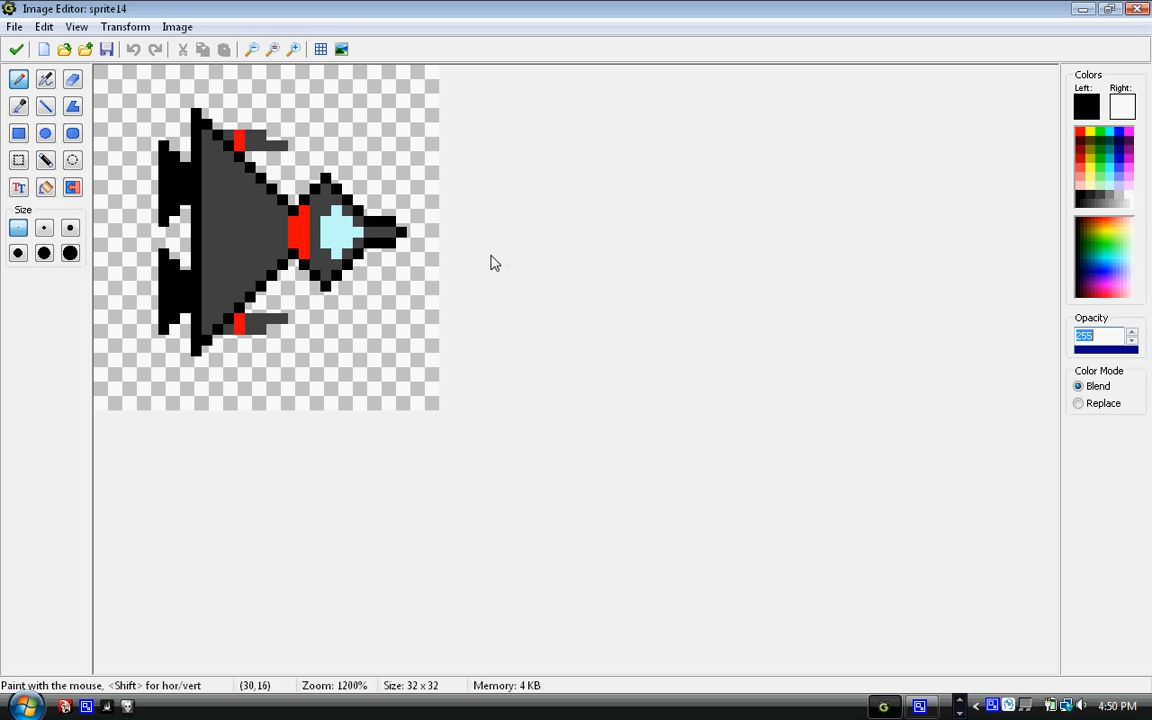 Image Editor: sprite14
File Edit View Transform Image
Colors
Left: Right:
Size
Opacity
255
Color Mode
Blend
Replace
Paint with the mouse, <Shift> for hor/vert (30,16) Zoom: 1200% Size: 32 x 32 Memory: 4 KB
4:50 PM